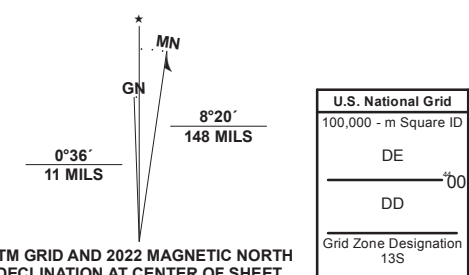 ★
MN
GN
8°20´
148 MILS
0°36´
11 MILS
TM GRID AND 2022 MAGNETIC NORTH
DECLINATION AT CENTER OF SHEET
U.S. National Grid
100,000 - m Square ID
DE
4400
DD
Grid Zone Designation
13S